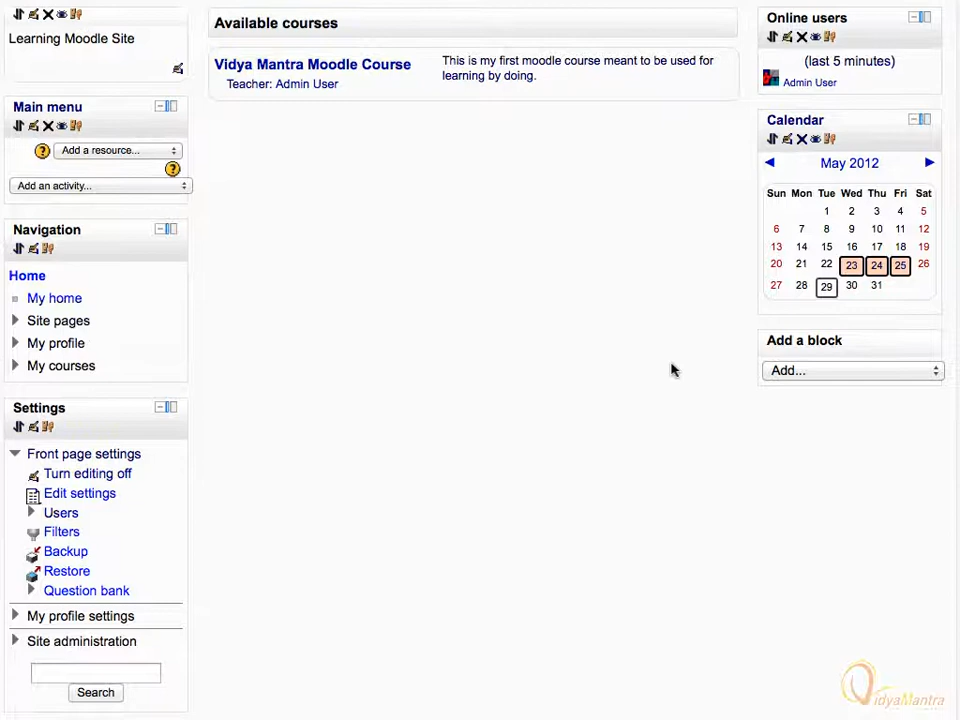 Learning Moodle Site
Main menu
Add a resource...
Add an activity...
Navigation
Home
My home
Site pages
My profile
My courses
Settings
Front page settings
Turn editing off
Edit settings
Users
Filters
Backup
Restore
Question bank
My profile settings
Site administration
Search
Available courses
Vidya Mantra Moodle Course
Teacher: Admin User
This is my first moodle course meant to be used for
learning by doing.
Online users
(last 5 minutes)
Admin User
Calendar
◄ May 2012 ►
Sun Mon Tue Wed Thu Fri Sat
1 2 3 4 5
6 7 8 9 10 11 12
13 14 15 16 17 18 19
20 21 22 23 24 25 26
27 28 29 30 31
Add a block
Add...
VidyaMantra